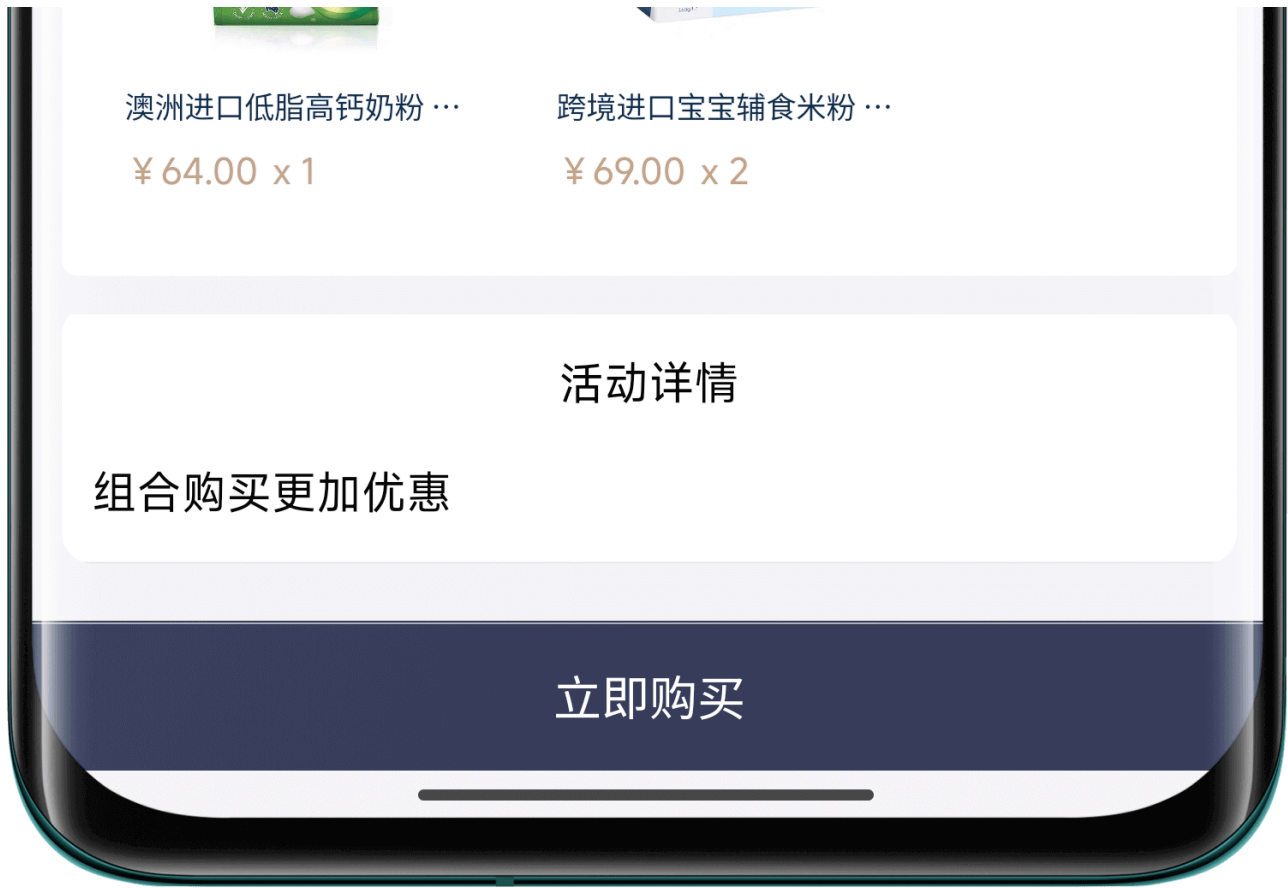 澳洲进口低脂高钙奶粉 ···
跨境进口宝宝辅食米粉 ···
¥ 64.00 x 1
¥ 69.00 x 2
活动详情
组合购买更加优惠
立即购买